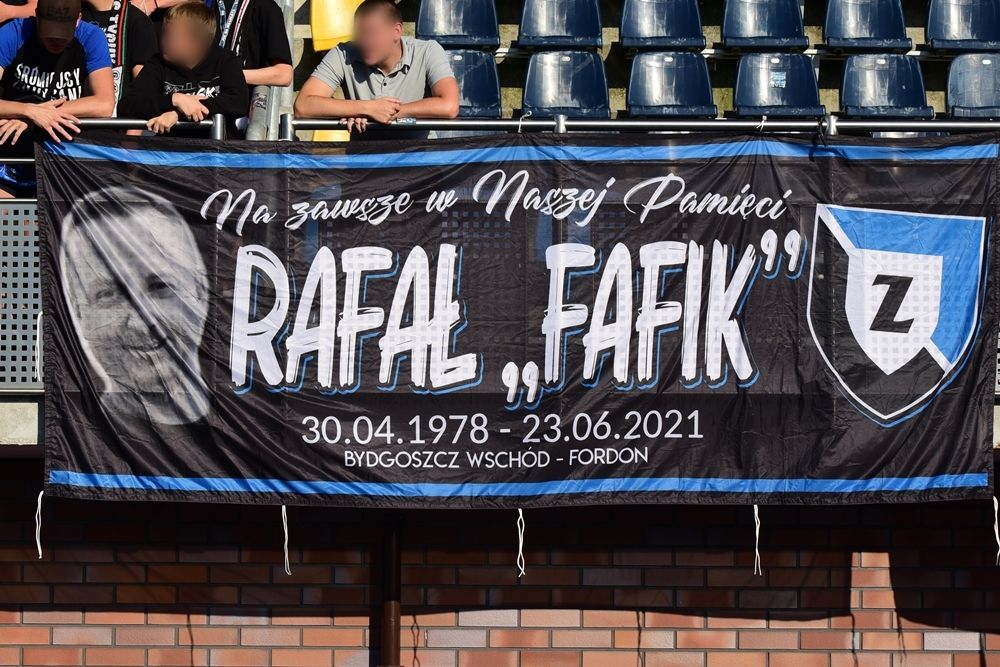 Na zawsze w Naszej Pamięci
RAFAŁ „FAFIK"
30.04.1978 - 23.06.2021
BYDGOSZCZ WSCHÓD - FORDON
Z